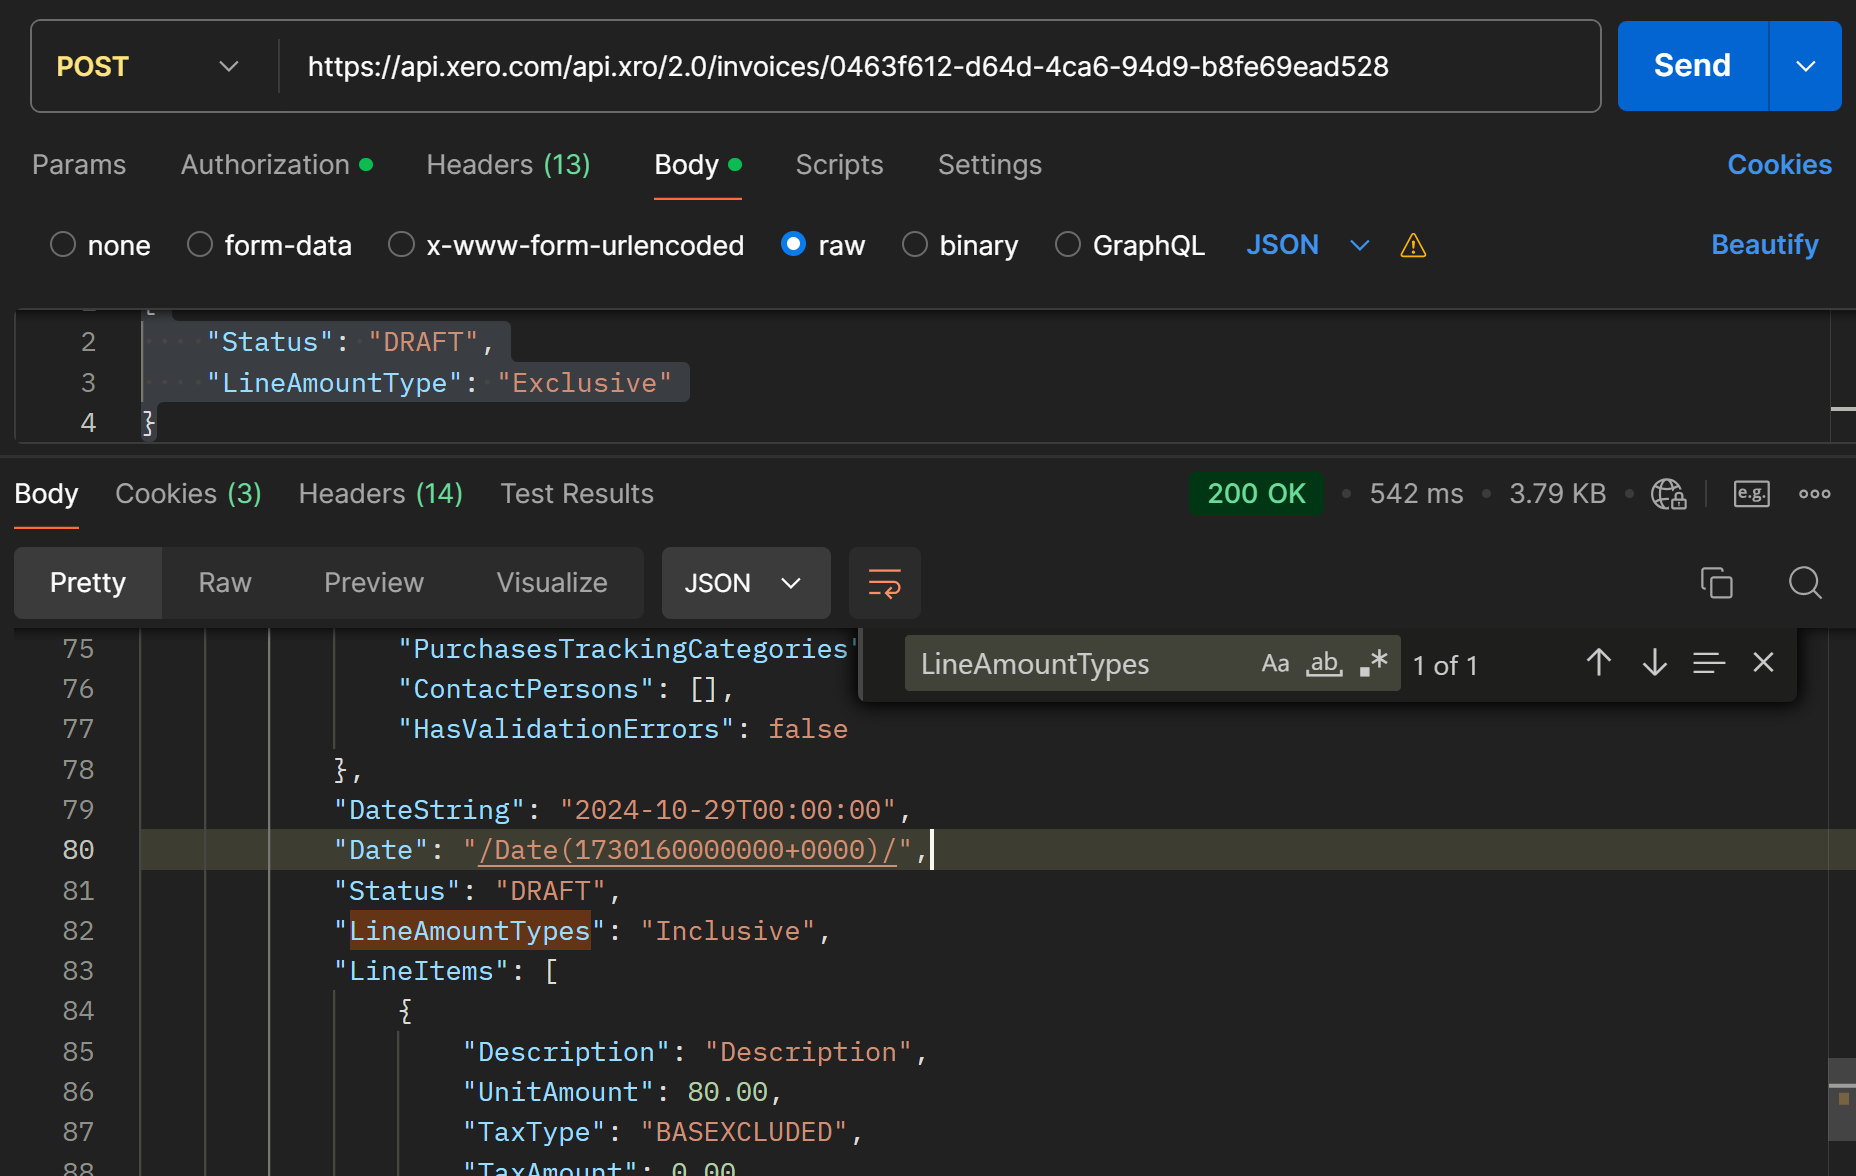 POST https://api.xero.com/api.xro/2.0/invoices/0463f612-d64d-4ca6-94d9-b8fe69ead528 Send
Params Authorization Headers (13) Body Scripts Settings Cookies
none form-data x-www-form-urlencoded raw binary GraphQL JSON Beautify
2 "Status": "DRAFT",
3 "LineAmountType": "Exclusive"
4 }
Body Cookies (3) Headers (14) Test Results 200 OK 542 ms 3.79 KB e.g.
Pretty Raw Preview Visualize JSON
LineAmountTypes Aa ab .* 1 of 1
75 "PurchasesTrackingCategories"
76 "ContactPersons": [],
77 "HasValidationErrors": false
78 },
79 "DateString": "2024-10-29T00:00:00",
80 "Date": "/Date(1730160000000+0000)/",
81 "Status": "DRAFT",
82 "LineAmountTypes": "Inclusive",
83 "LineItems": [
84 {
85 "Description": "Description",
86 "UnitAmount": 80.00,
87 "TaxType": "BASEXCLUDED",
88 "TaxAmount": 0.00